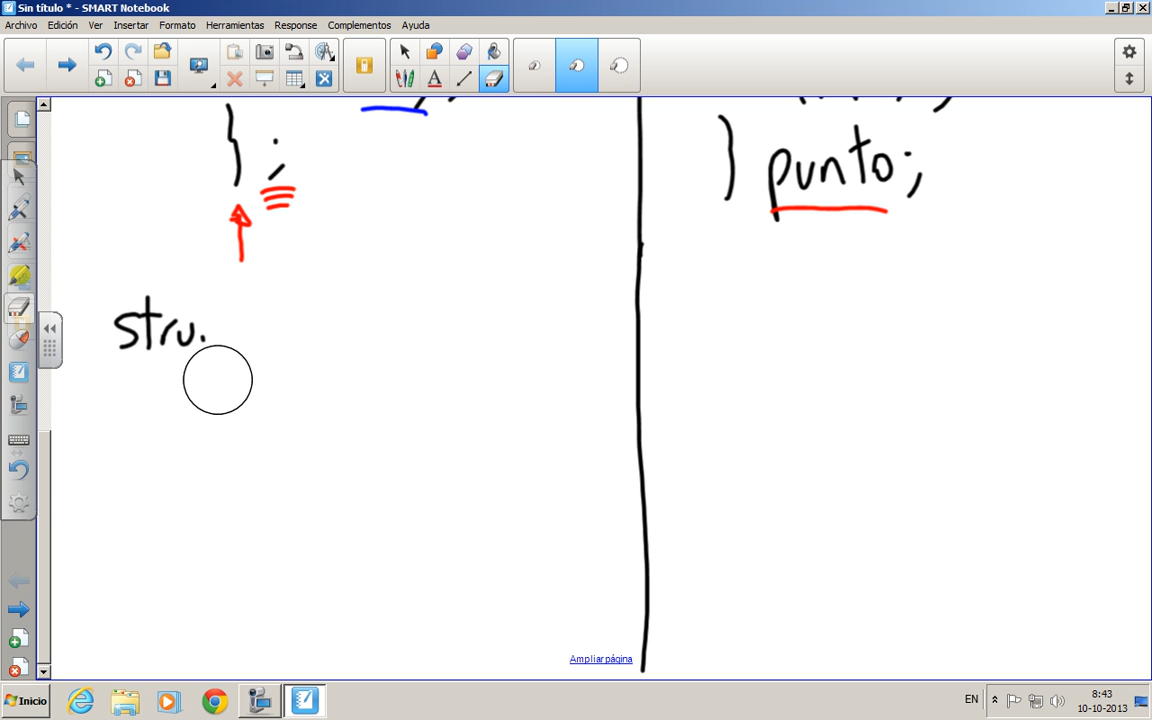 Sin título * - SMART Notebook
Archivo Edición Ver Insertar Formato Herramientas Response Complementos Ayuda
} ;
} punto;
stru.
Ampliar página
Inicio
EN
8:43
10-10-2013